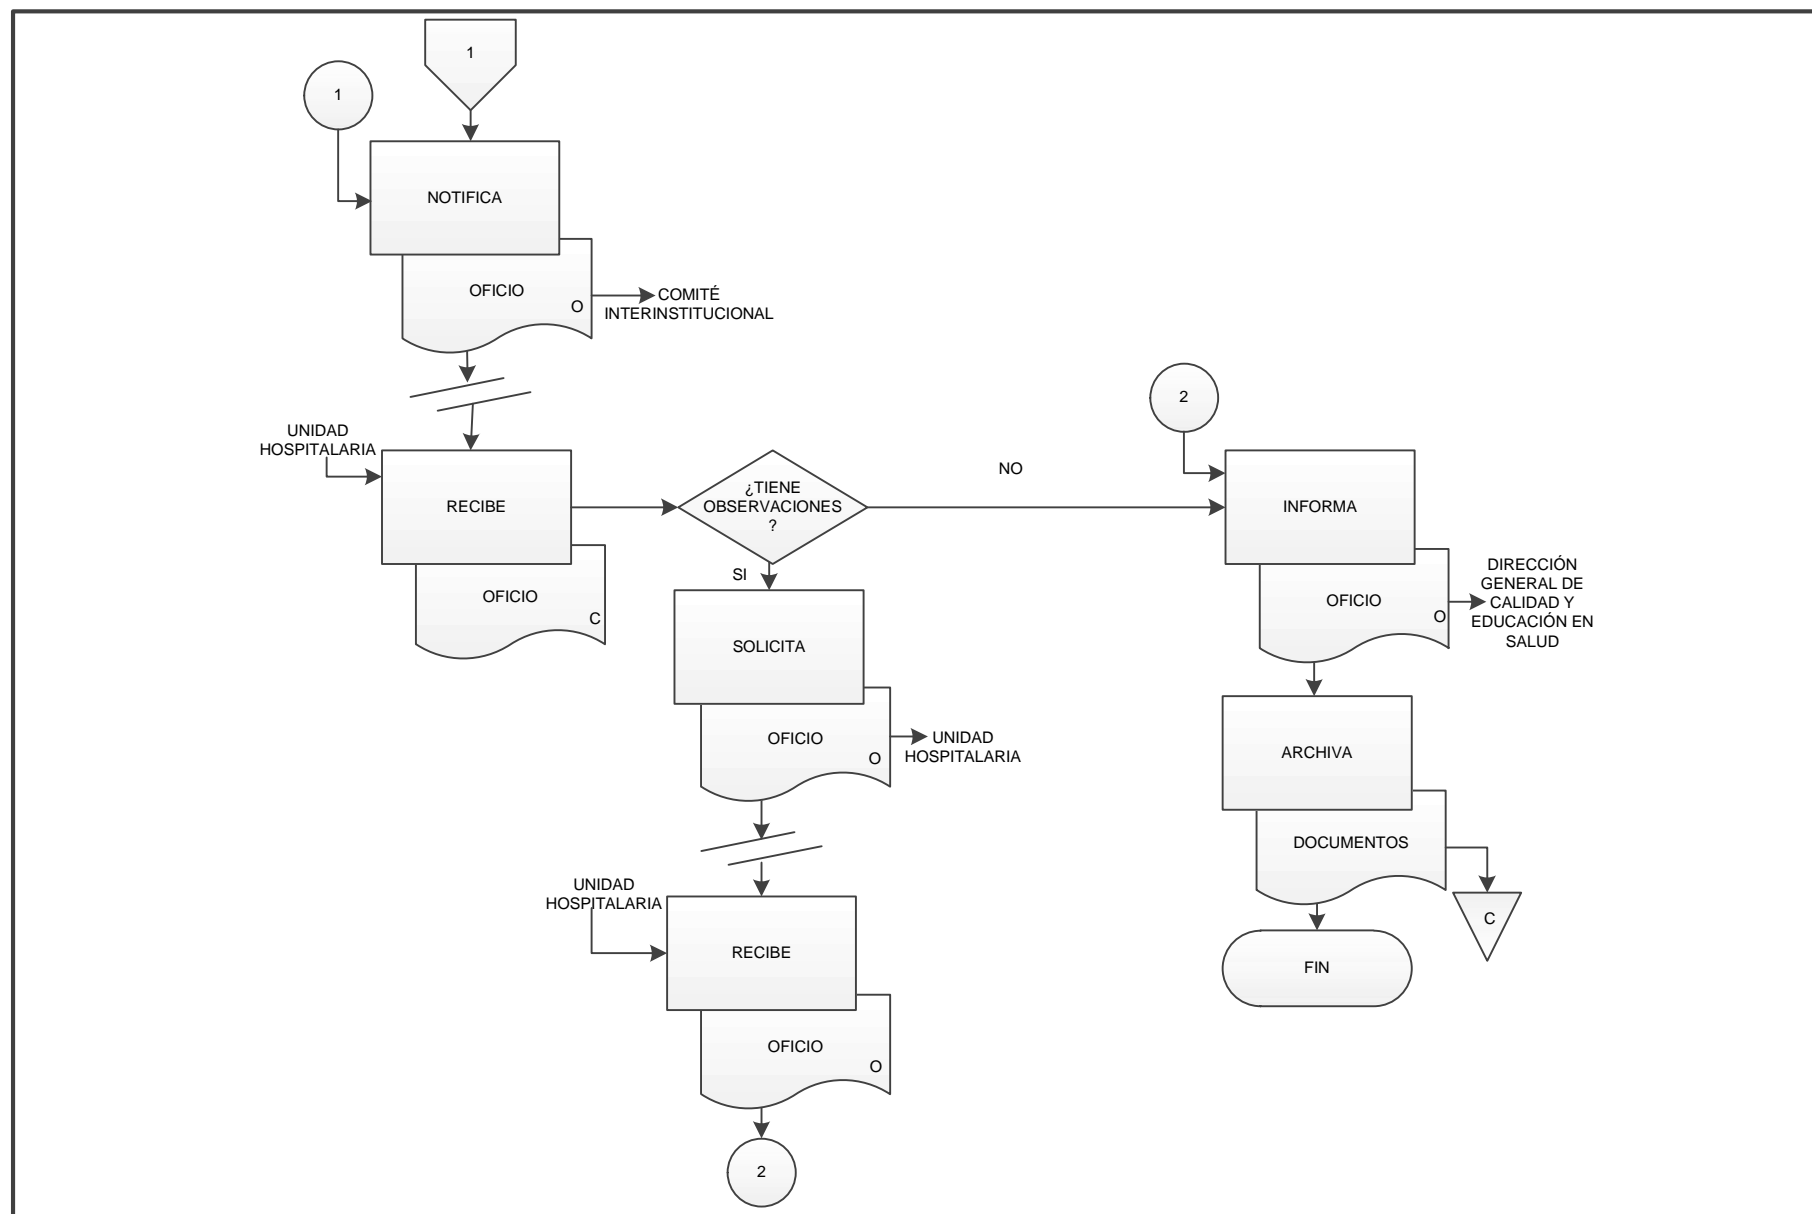 1
1
NOTIFICA
OFICIO
O
COMITÉ
INTERINSTITUCIONAL
UNIDAD
HOSPITALARIA
RECIBE
OFICIO
C
¿TIENE
OBSERVACIONES
?
NO
SI
SOLICITA
OFICIO
O
UNIDAD
HOSPITALARIA
UNIDAD
HOSPITALARIA
RECIBE
OFICIO
O
2
2
INFORMA
OFICIO
O
DIRECCIÓN
GENERAL DE
CALIDAD Y
EDUCACIÓN EN
SALUD
ARCHIVA
DOCUMENTOS
C
FIN